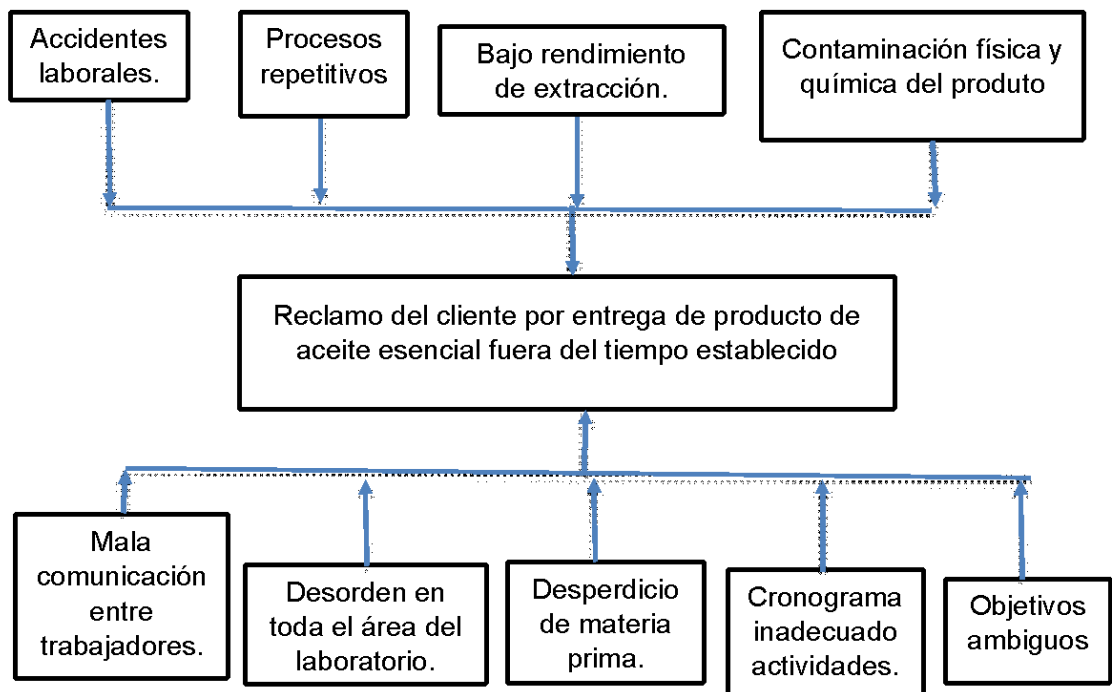 Accidentes
laborales.
Procesos
repetitivos
Bajo rendimiento
de extracción.
Contaminación física y
química del produto
Reclamo del cliente por entrega de producto de
aceite esencial fuera del tiempo establecido
Mala
comunicación
entre
trabajadores.
Desorden en
toda el área del
laboratorio.
Desperdicio
de materia
prima.
Cronograma
inadecuado
actividades.
Objetivos
ambiguos